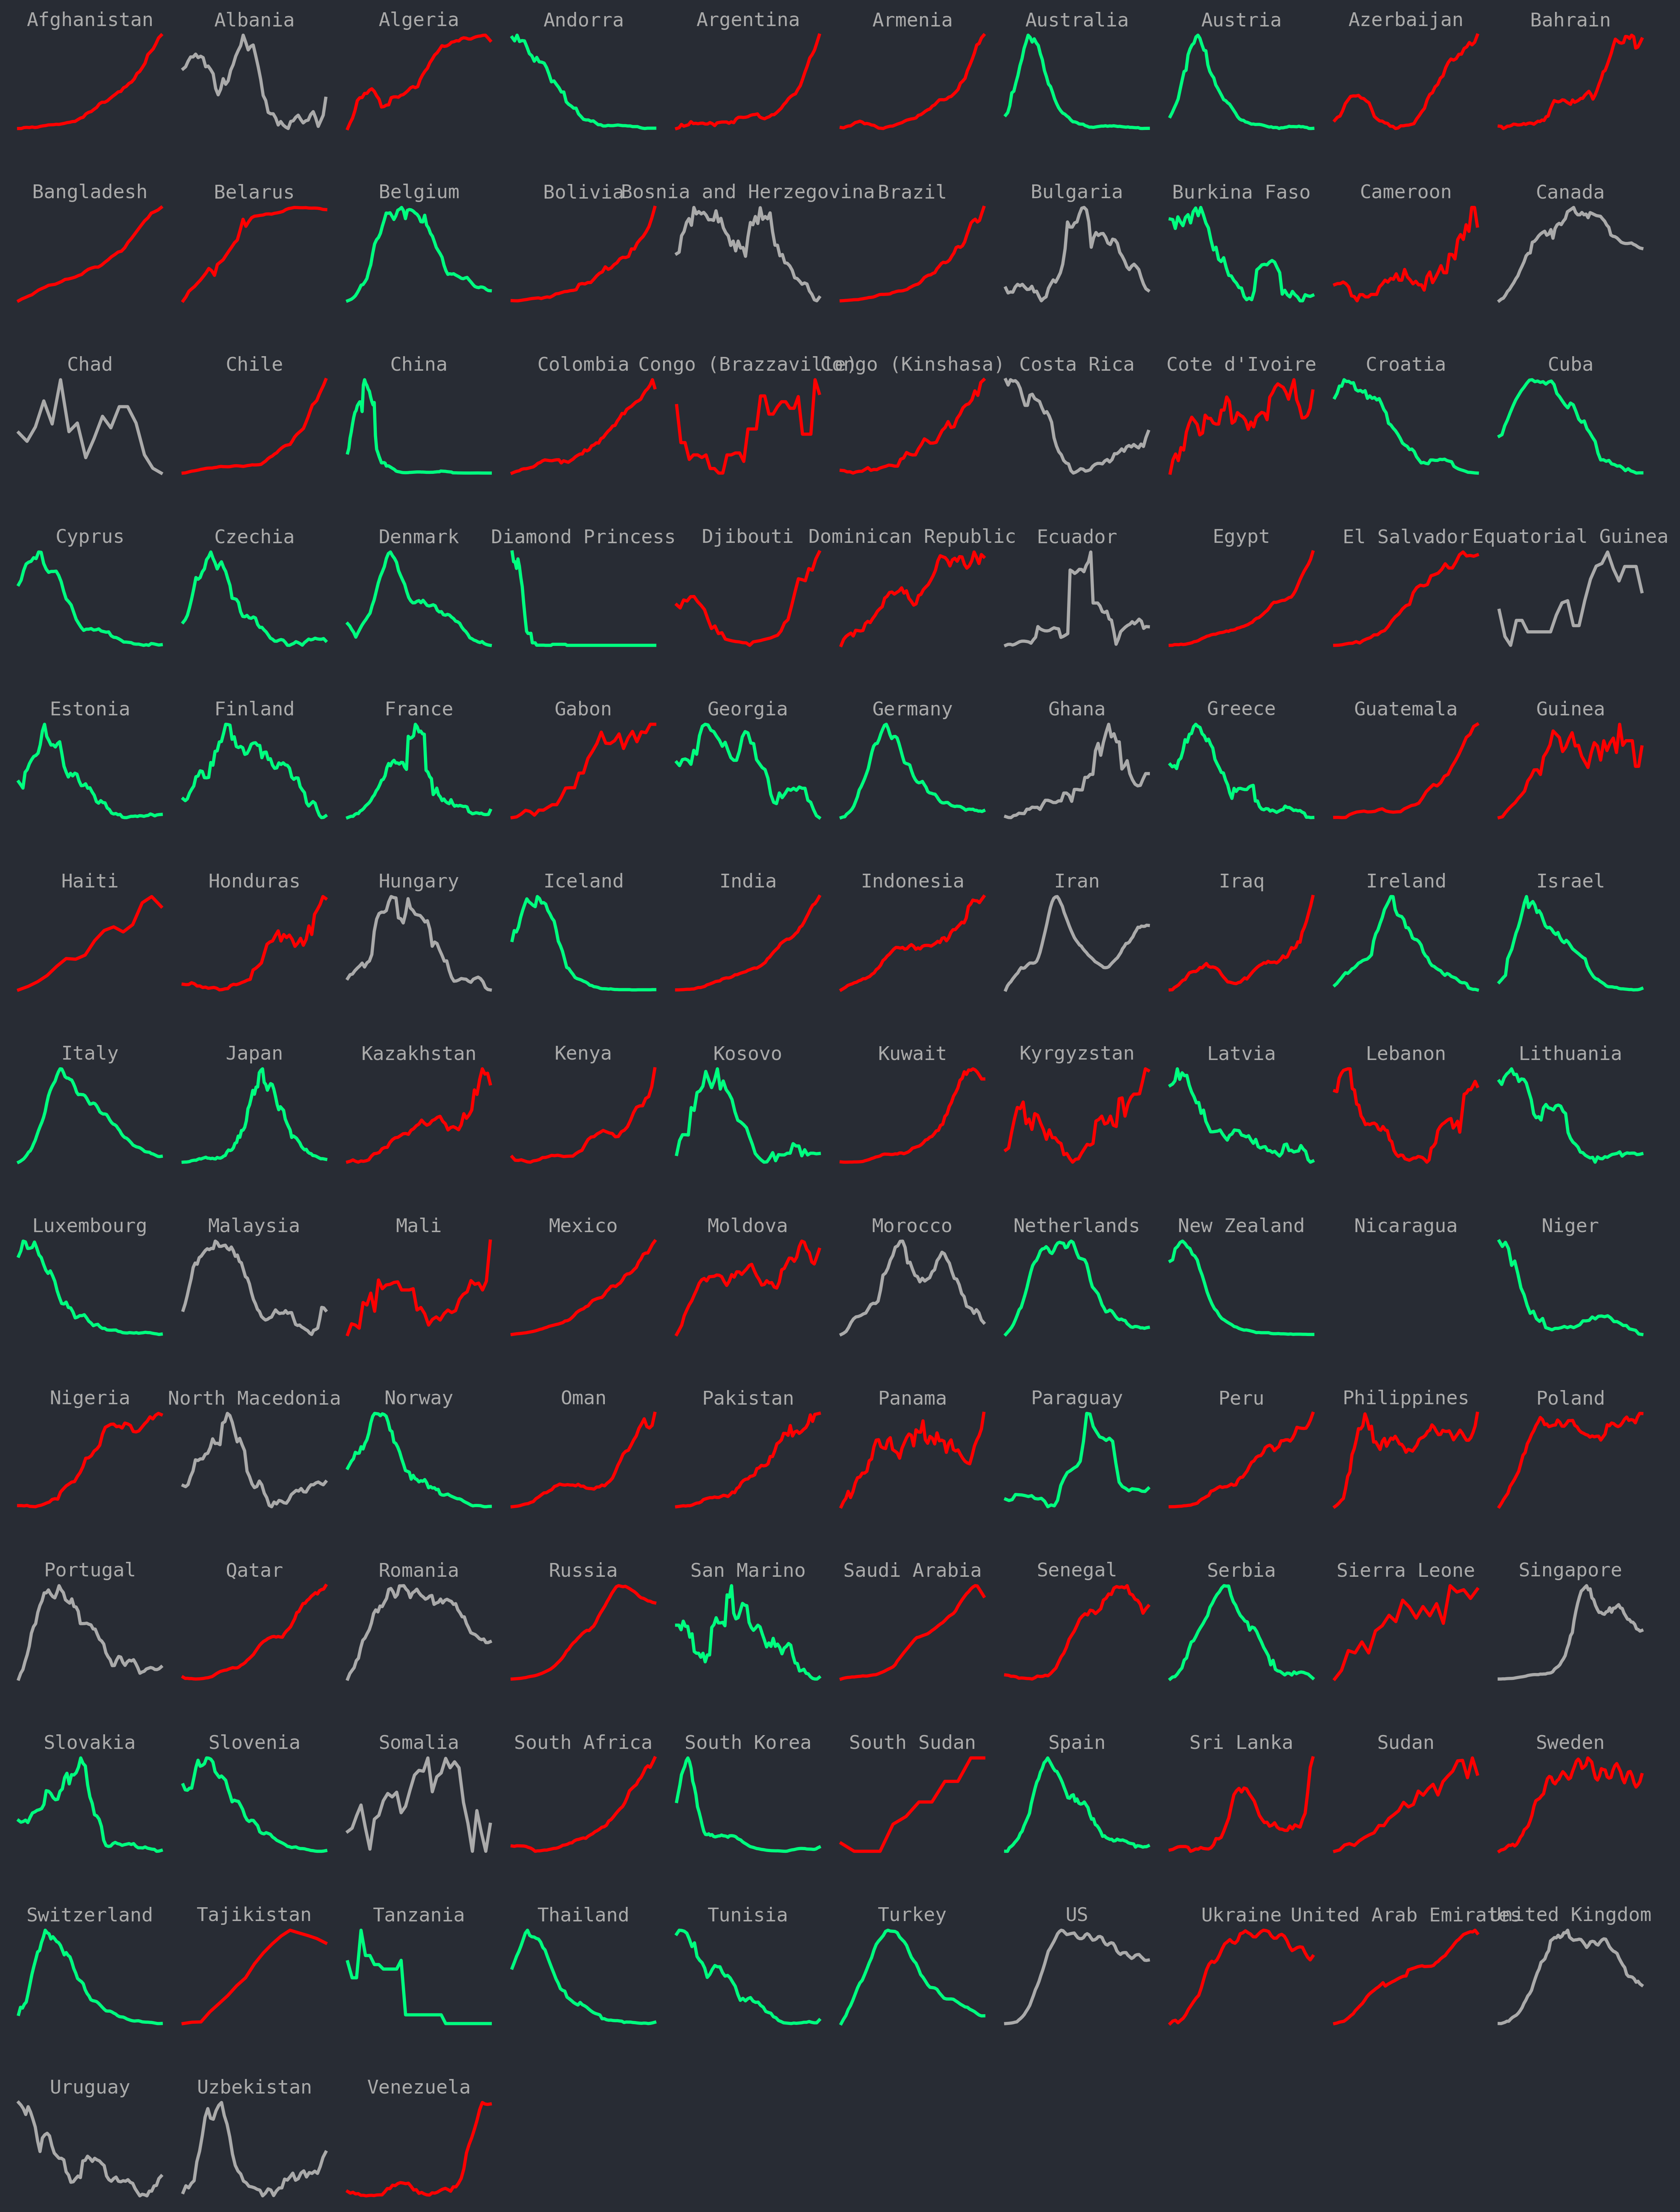 Afghanistan Albania Algeria Andorra Argentina Armenia Australia Austria Azerbaijan Bahrain
Bangladesh Belarus Belgium Bolivia Bosnia and Herzegovina Brazil Bulgaria Burkina Faso Cameroon Canada
Chad Chile China Colombia Congo (Brazzaville) Congo (Kinshasa) Costa Rica Cote d'Ivoire Croatia Cuba
Cyprus Czechia Denmark Diamond Princess Djibouti Dominican Republic Ecuador Egypt El Salvador Equatorial Guinea
Estonia Finland France Gabon Georgia Germany Ghana Greece Guatemala Guinea
Haiti Honduras Hungary Iceland India Indonesia Iran Iraq Ireland Israel
Italy Japan Kazakhstan Kenya Kosovo Kuwait Kyrgyzstan Latvia Lebanon Lithuania
Luxembourg Malaysia Mali Mexico Moldova Morocco Netherlands New Zealand Nicaragua Niger
Nigeria North Macedonia Norway Oman Pakistan Panama Paraguay Peru Philippines Poland
Portugal Qatar Romania Russia San Marino Saudi Arabia Senegal Serbia Sierra Leone Singapore
Slovakia Slovenia Somalia South Africa South Korea South Sudan Spain Sri Lanka Sudan Sweden
Switzerland Tajikistan Tanzania Thailand Tunisia Turkey US Ukraine United Arab Emirates United Kingdom
Uruguay Uzbekistan Venezuela